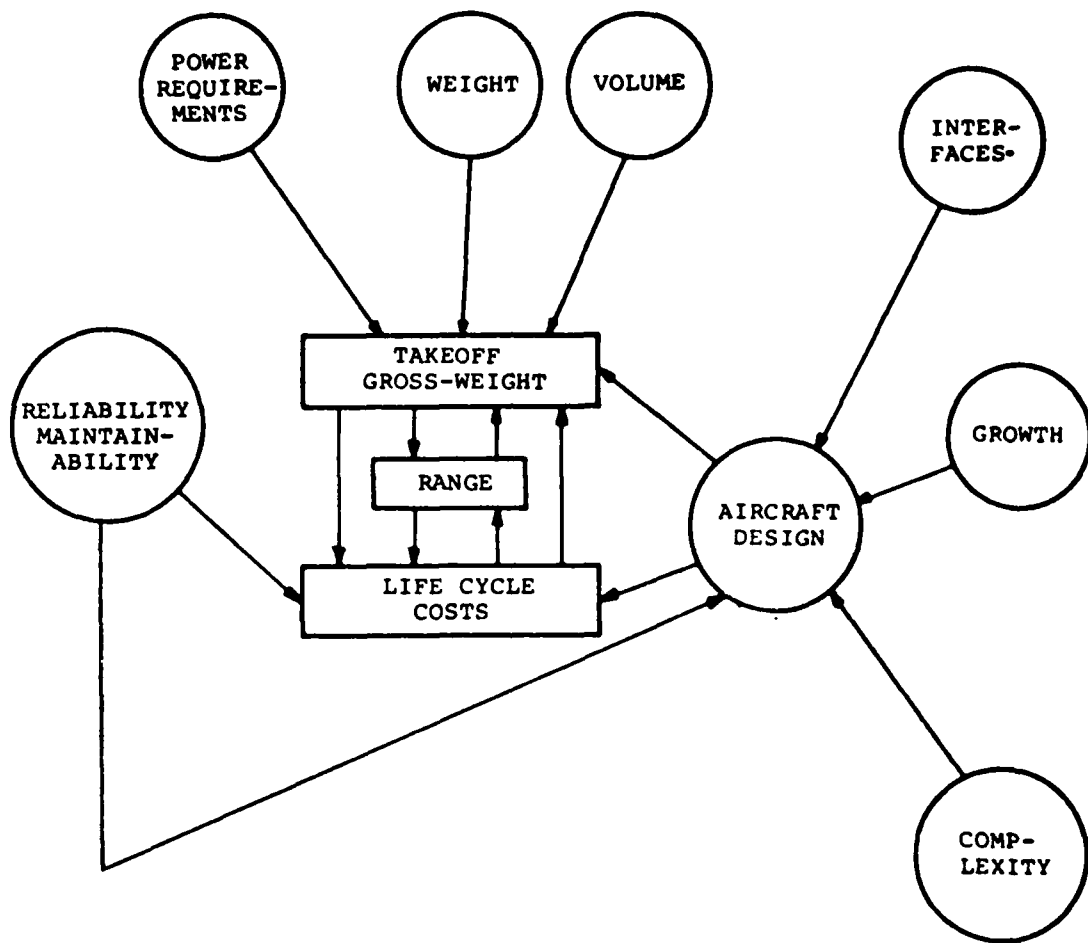 POWER
REQUIRE-
MENTS
WEIGHT
VOLUME
INTER-
FACES-
TAKEOFF
GROSS-WEIGHT
RELIABILITY
MAINTAIN-
ABILITY
GROWTH
RANGE
AIRCRAFT
DESIGN
LIFE CYCLE
COSTS
COMP-
LEXITY